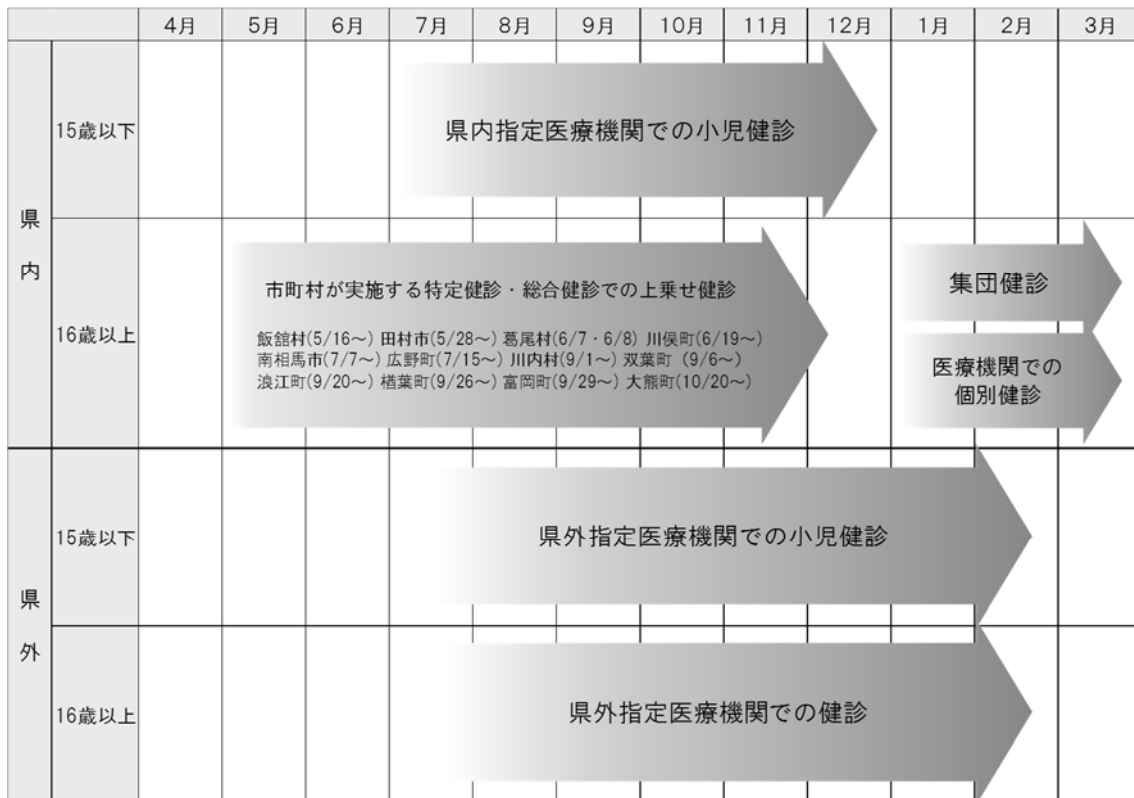 4月 5月 6月 7月 8月 9月 10月 11月 12月 1月 2月 3月
県内
15歳以下
県内指定医療機関での小児健診
16歳以上
市町村が実施する特定健診・総合健診での上乗せ健診
飯舘村(5/16～) 田村市(5/28～) 葛尾村(6/7・6/8) 川俣町(6/19～)
南相馬市(7/7～) 広野町(7/15～) 川内村(9/1～) 双葉町 (9/6～)
浪江町(9/20～) 楢葉町(9/26～) 富岡町(9/29～) 大熊町(10/20～)
集団健診
医療機関での
個別健診
県外
15歳以下
県外指定医療機関での小児健診
16歳以上
県外指定医療機関での健診